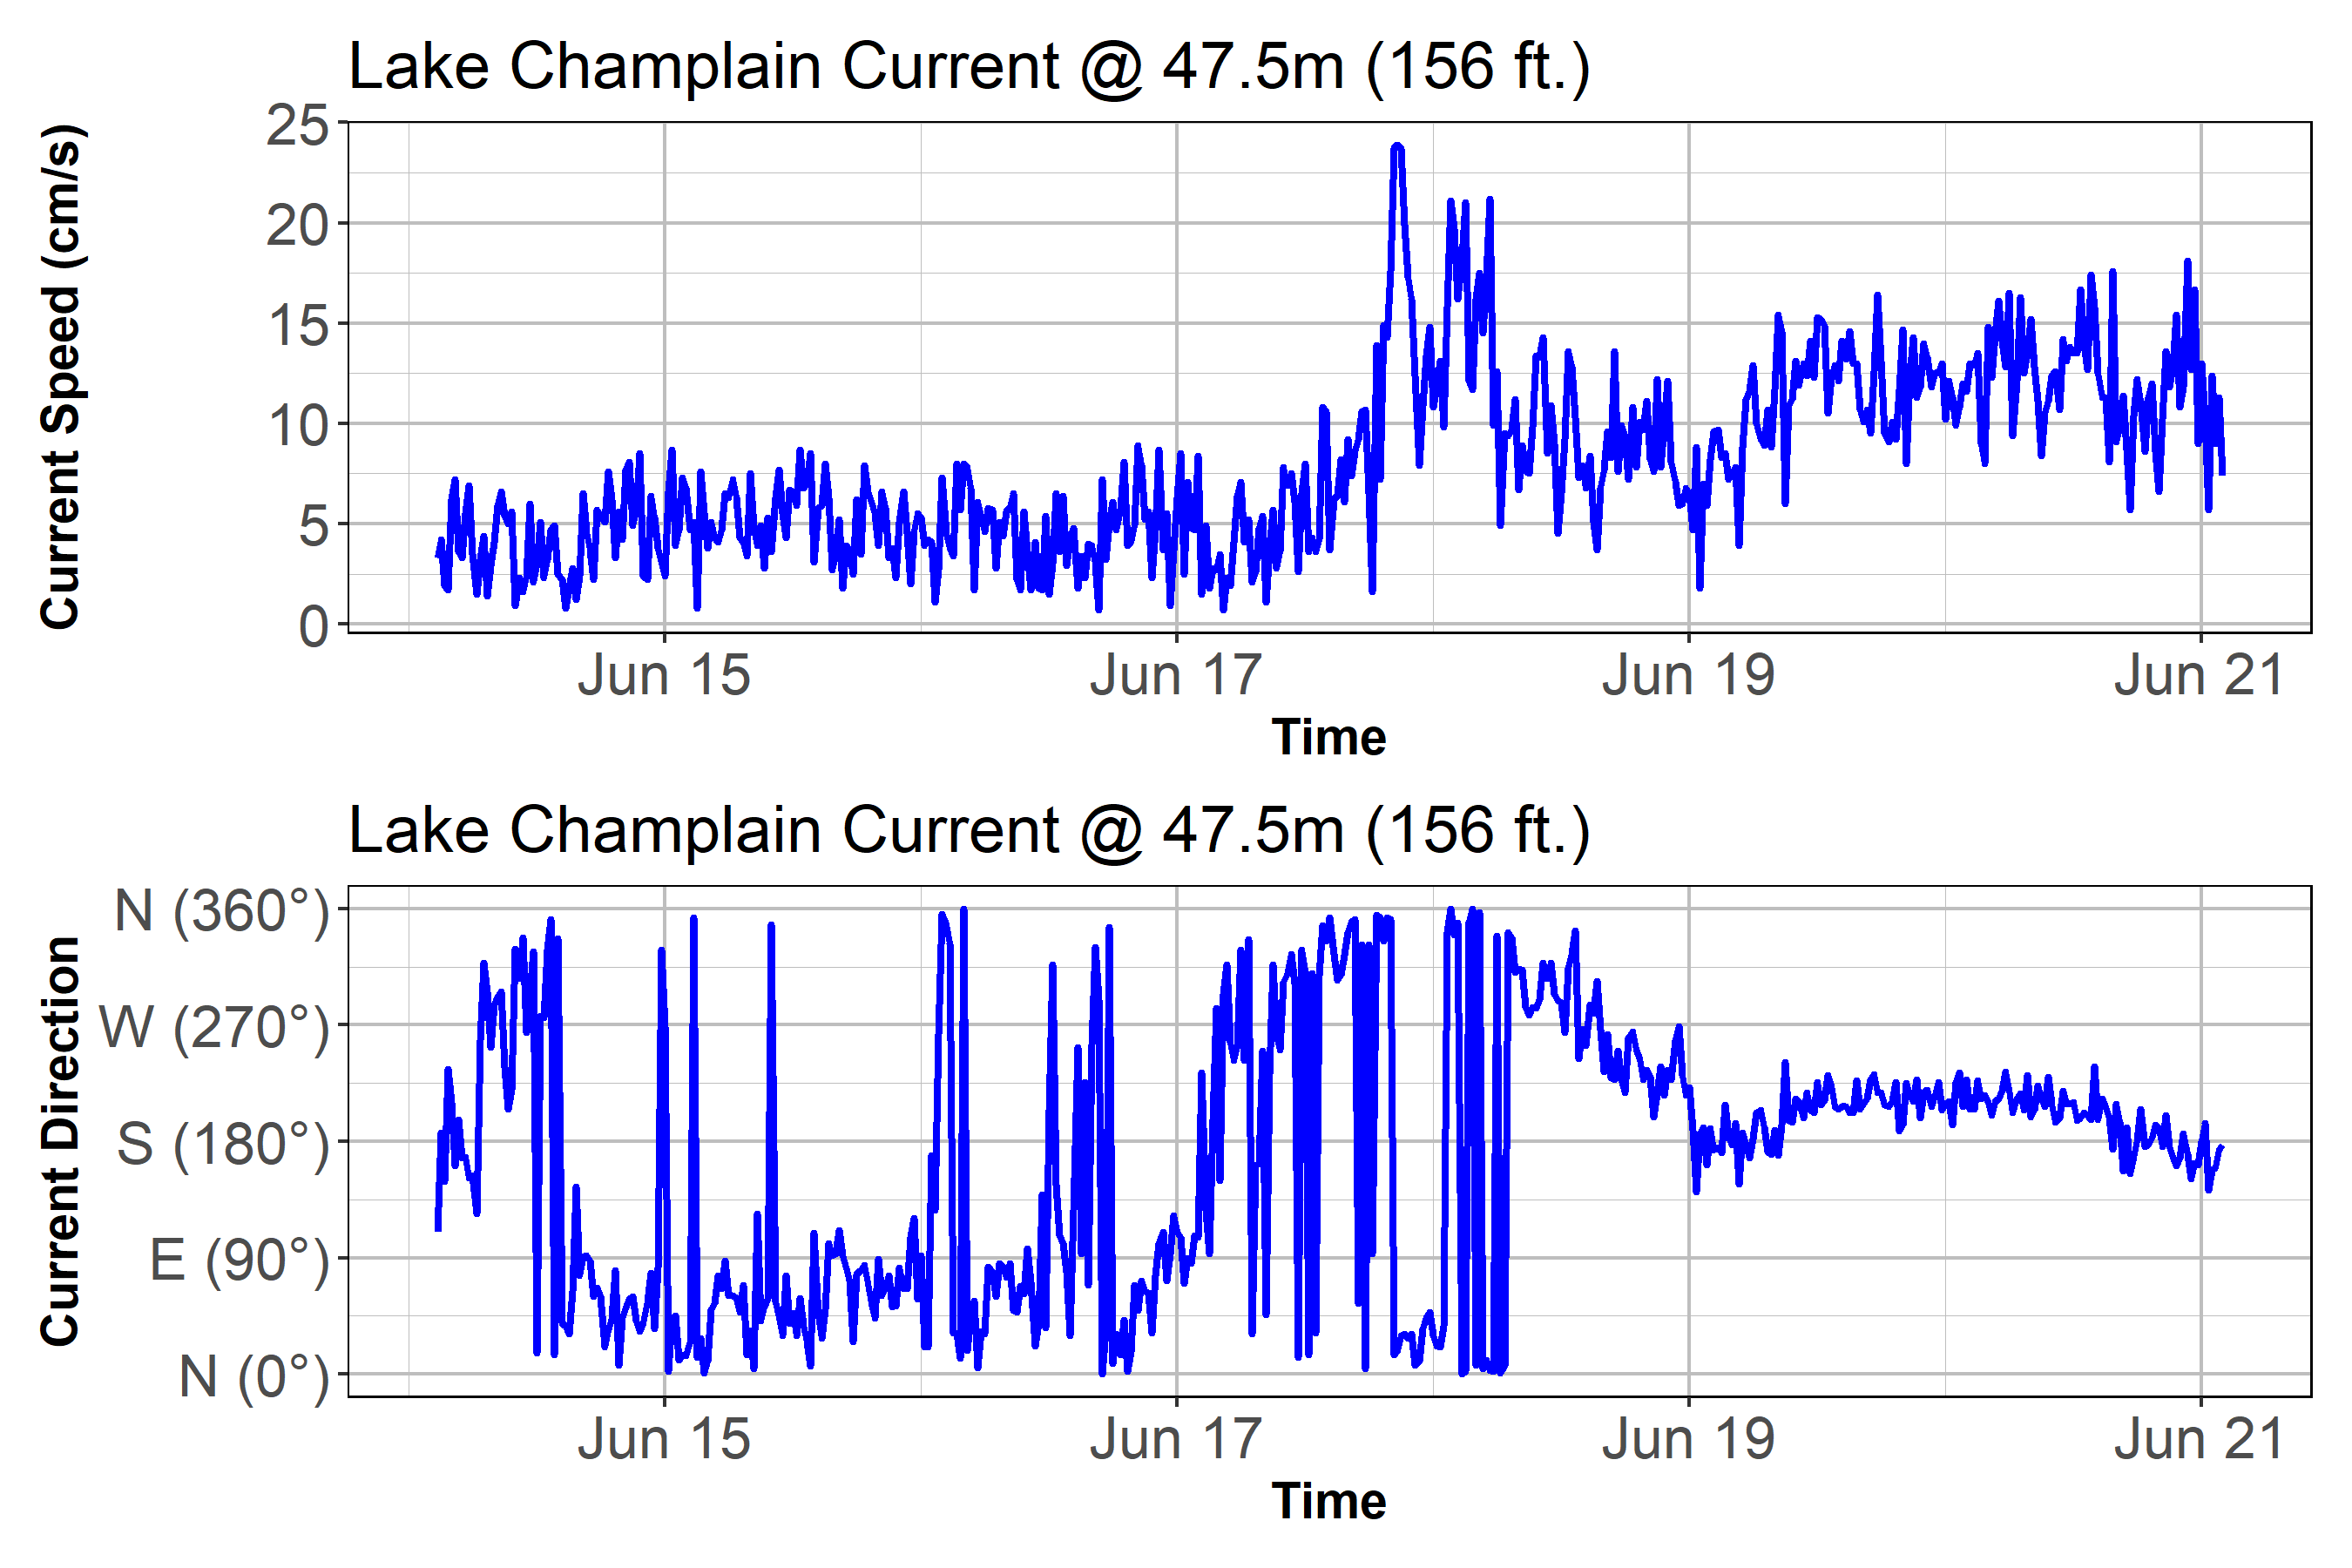 Lake Champlain Current @ 47.5m (156 ft.)
Current Speed (cm/s)
25
20
15
10
5
0
Jun 15 Jun 17 Jun 19 Jun 21
Time
Lake Champlain Current @ 47.5m (156 ft.)
Current Direction
N (360°)
W (270°)
S (180°)
E (90°)
N (0°)
Jun 15 Jun 17 Jun 19 Jun 21
Time